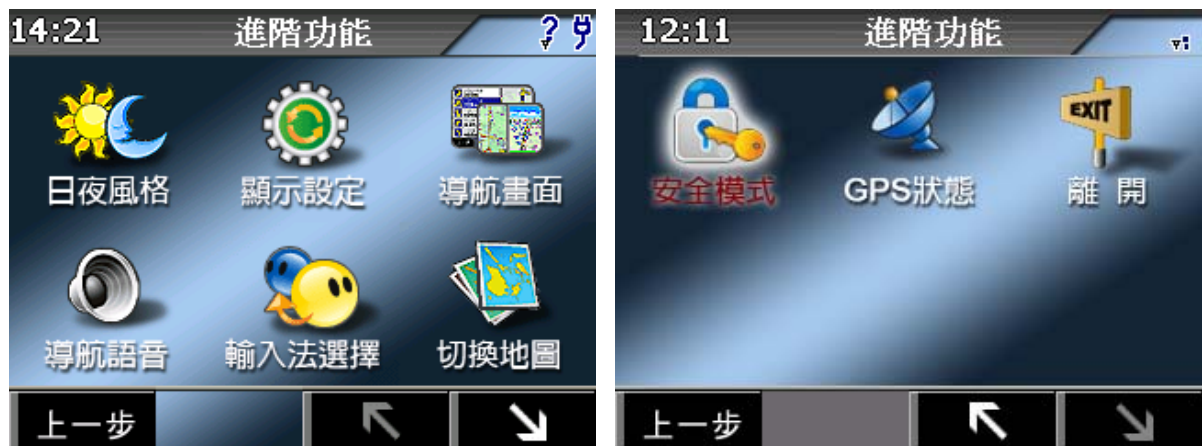 14:21 進階功能
日夜風格 顯示設定 導航畫面
導航語音 輸入法選擇 切換地圖
上一步
12:11 進階功能
EXIT
安全模式 GPS狀態 離 開
上一步